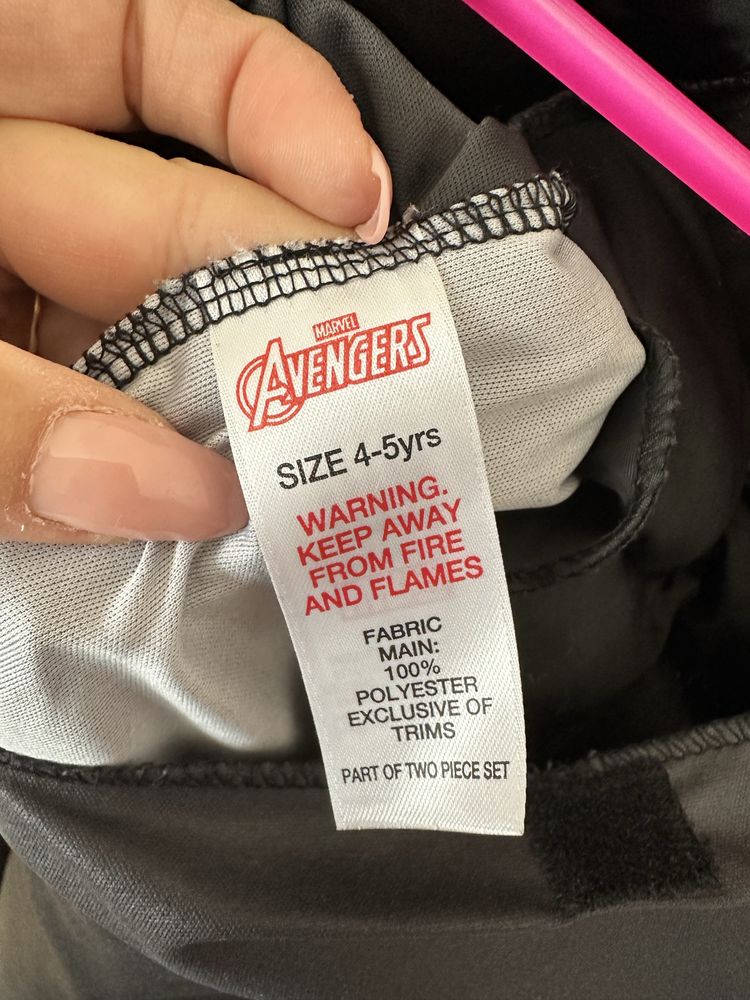 MARVEL
AVENGERS
SIZE 4-5yrs
WARNING.
KEEP AWAY
FROM FIRE
AND FLAMES
FABRIC
MAIN:
100%
POLYESTER
EXCLUSIVE OF
TRIMS
PART OF TWO PIECE SET